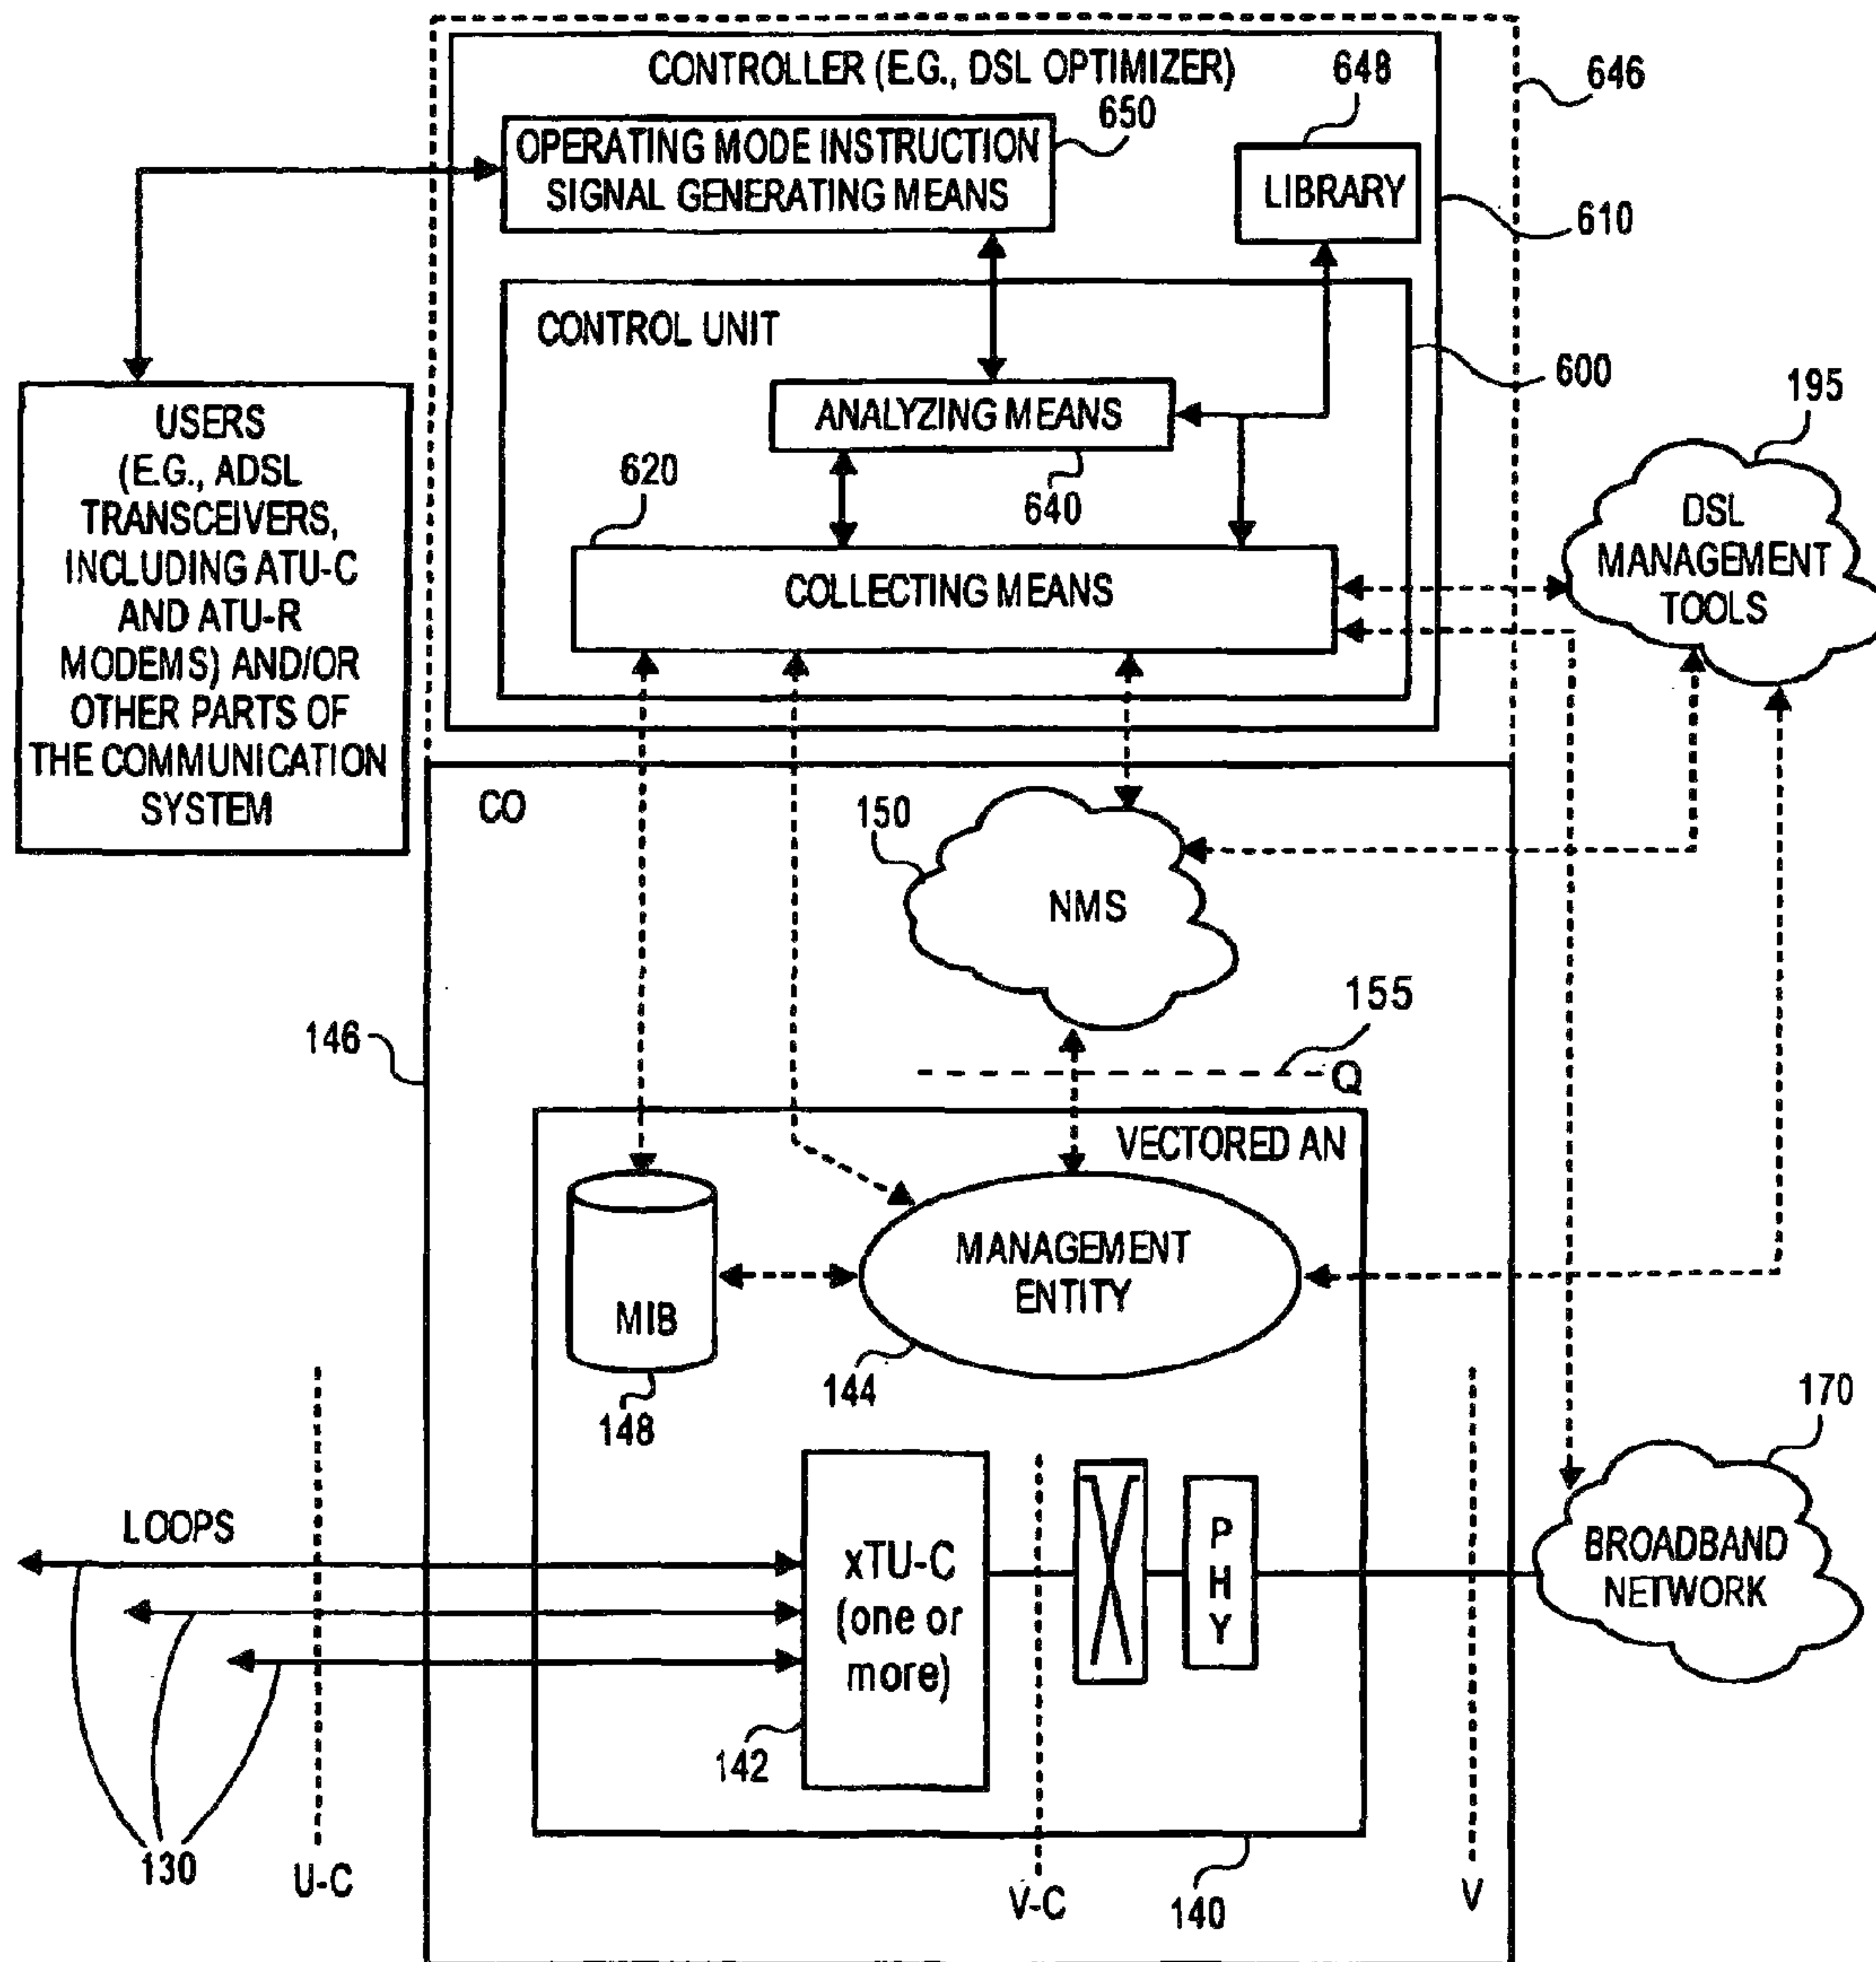 CONTROLLER (E.G., DSL OPTIMIZER)
648
646
650
OPERATING MODE INSTRUCTION
SIGNAL GENERATING MEANS
LIBRARY
610
CONTROL UNIT
600
195
USERS
(E.G., ADSL
TRANSCEIVERS,
INCLUDING ATU-C
AND ATU-R
MODEMS) AND/OR
OTHER PARTS OF
THE COMMUNICATION
SYSTEM
ANALYZING MEANS
620
640
COLLECTING MEANS
DSL
MANAGEMENT
TOOLS
CO
150
NMS
155
146
Q
VECTORED AN
MANAGEMENT
ENTITY
MIB
144
148
170
LOOPS
xTU-C
(one or
more)
P
H
Y
BROADBAND
NETWORK
142
130
U-C
V-C
140
V